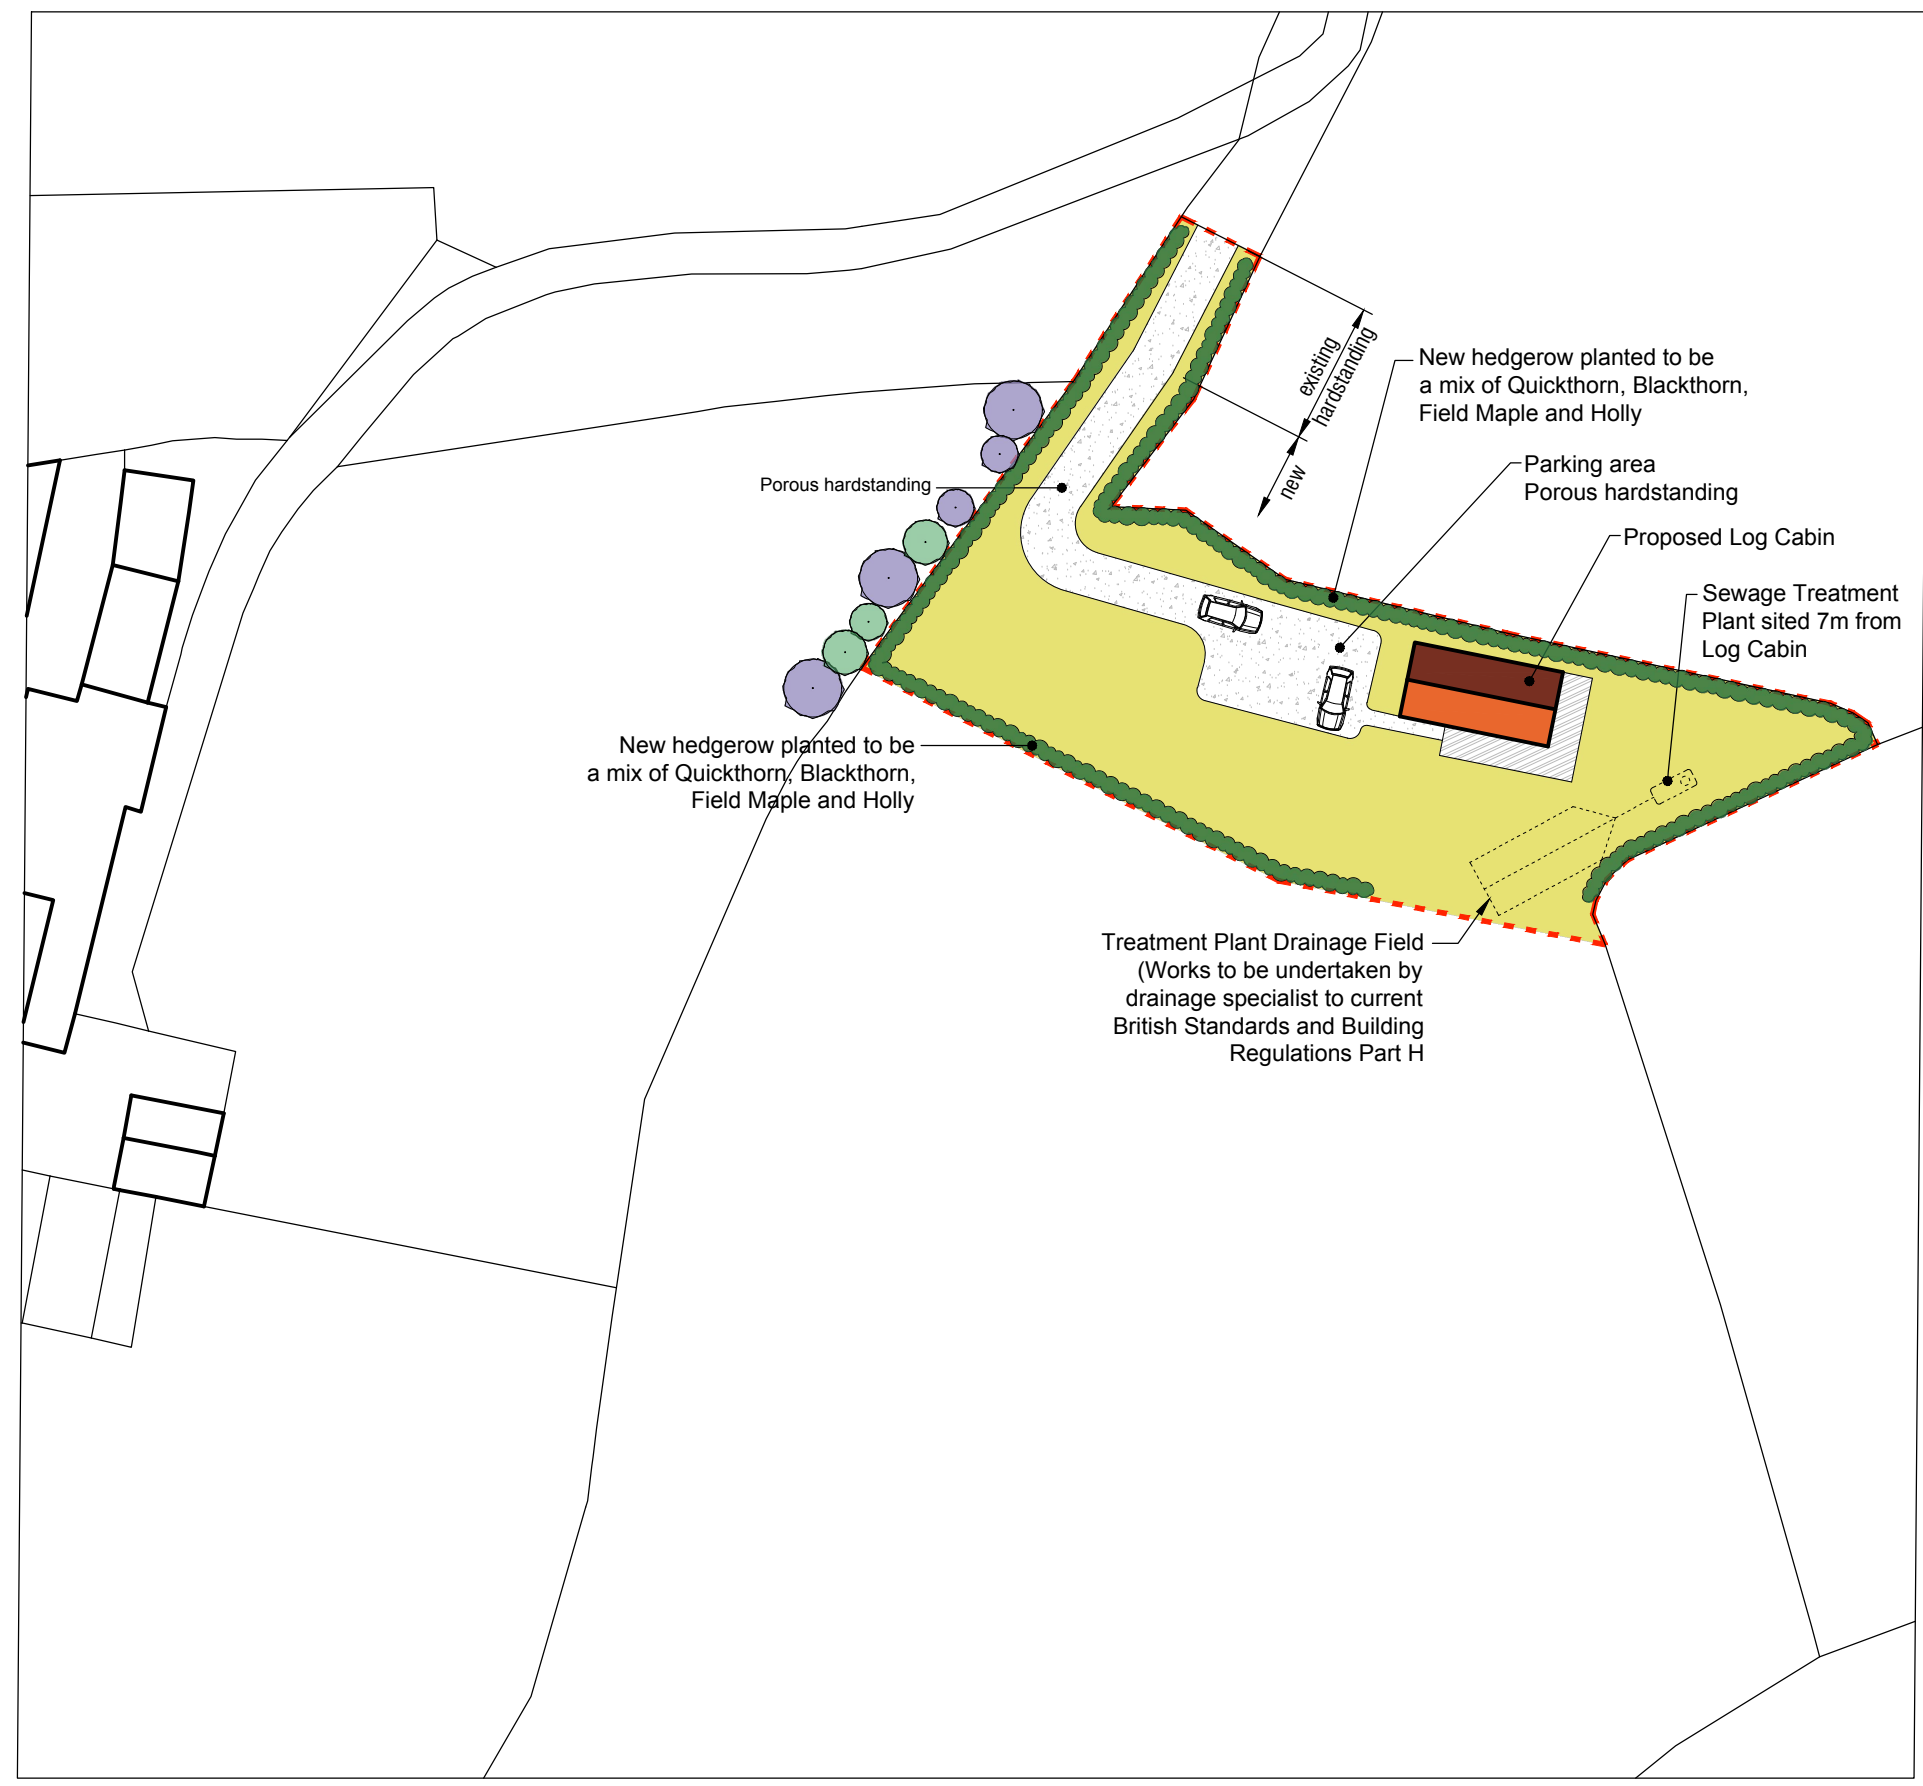 existing
hardstanding
new
New hedgerow planted to be
a mix of Quickthorn, Blackthorn,
Field Maple and Holly
Parking area
Porous hardstanding
Porous hardstanding
Proposed Log Cabin
Sewage Treatment
Plant sited 7m from
Log Cabin
New hedgerow planted to be
a mix of Quickthorn, Blackthorn,
Field Maple and Holly
Treatment Plant Drainage Field
(Works to be undertaken by
drainage specialist to current
British Standards and Building
Regulations Part H